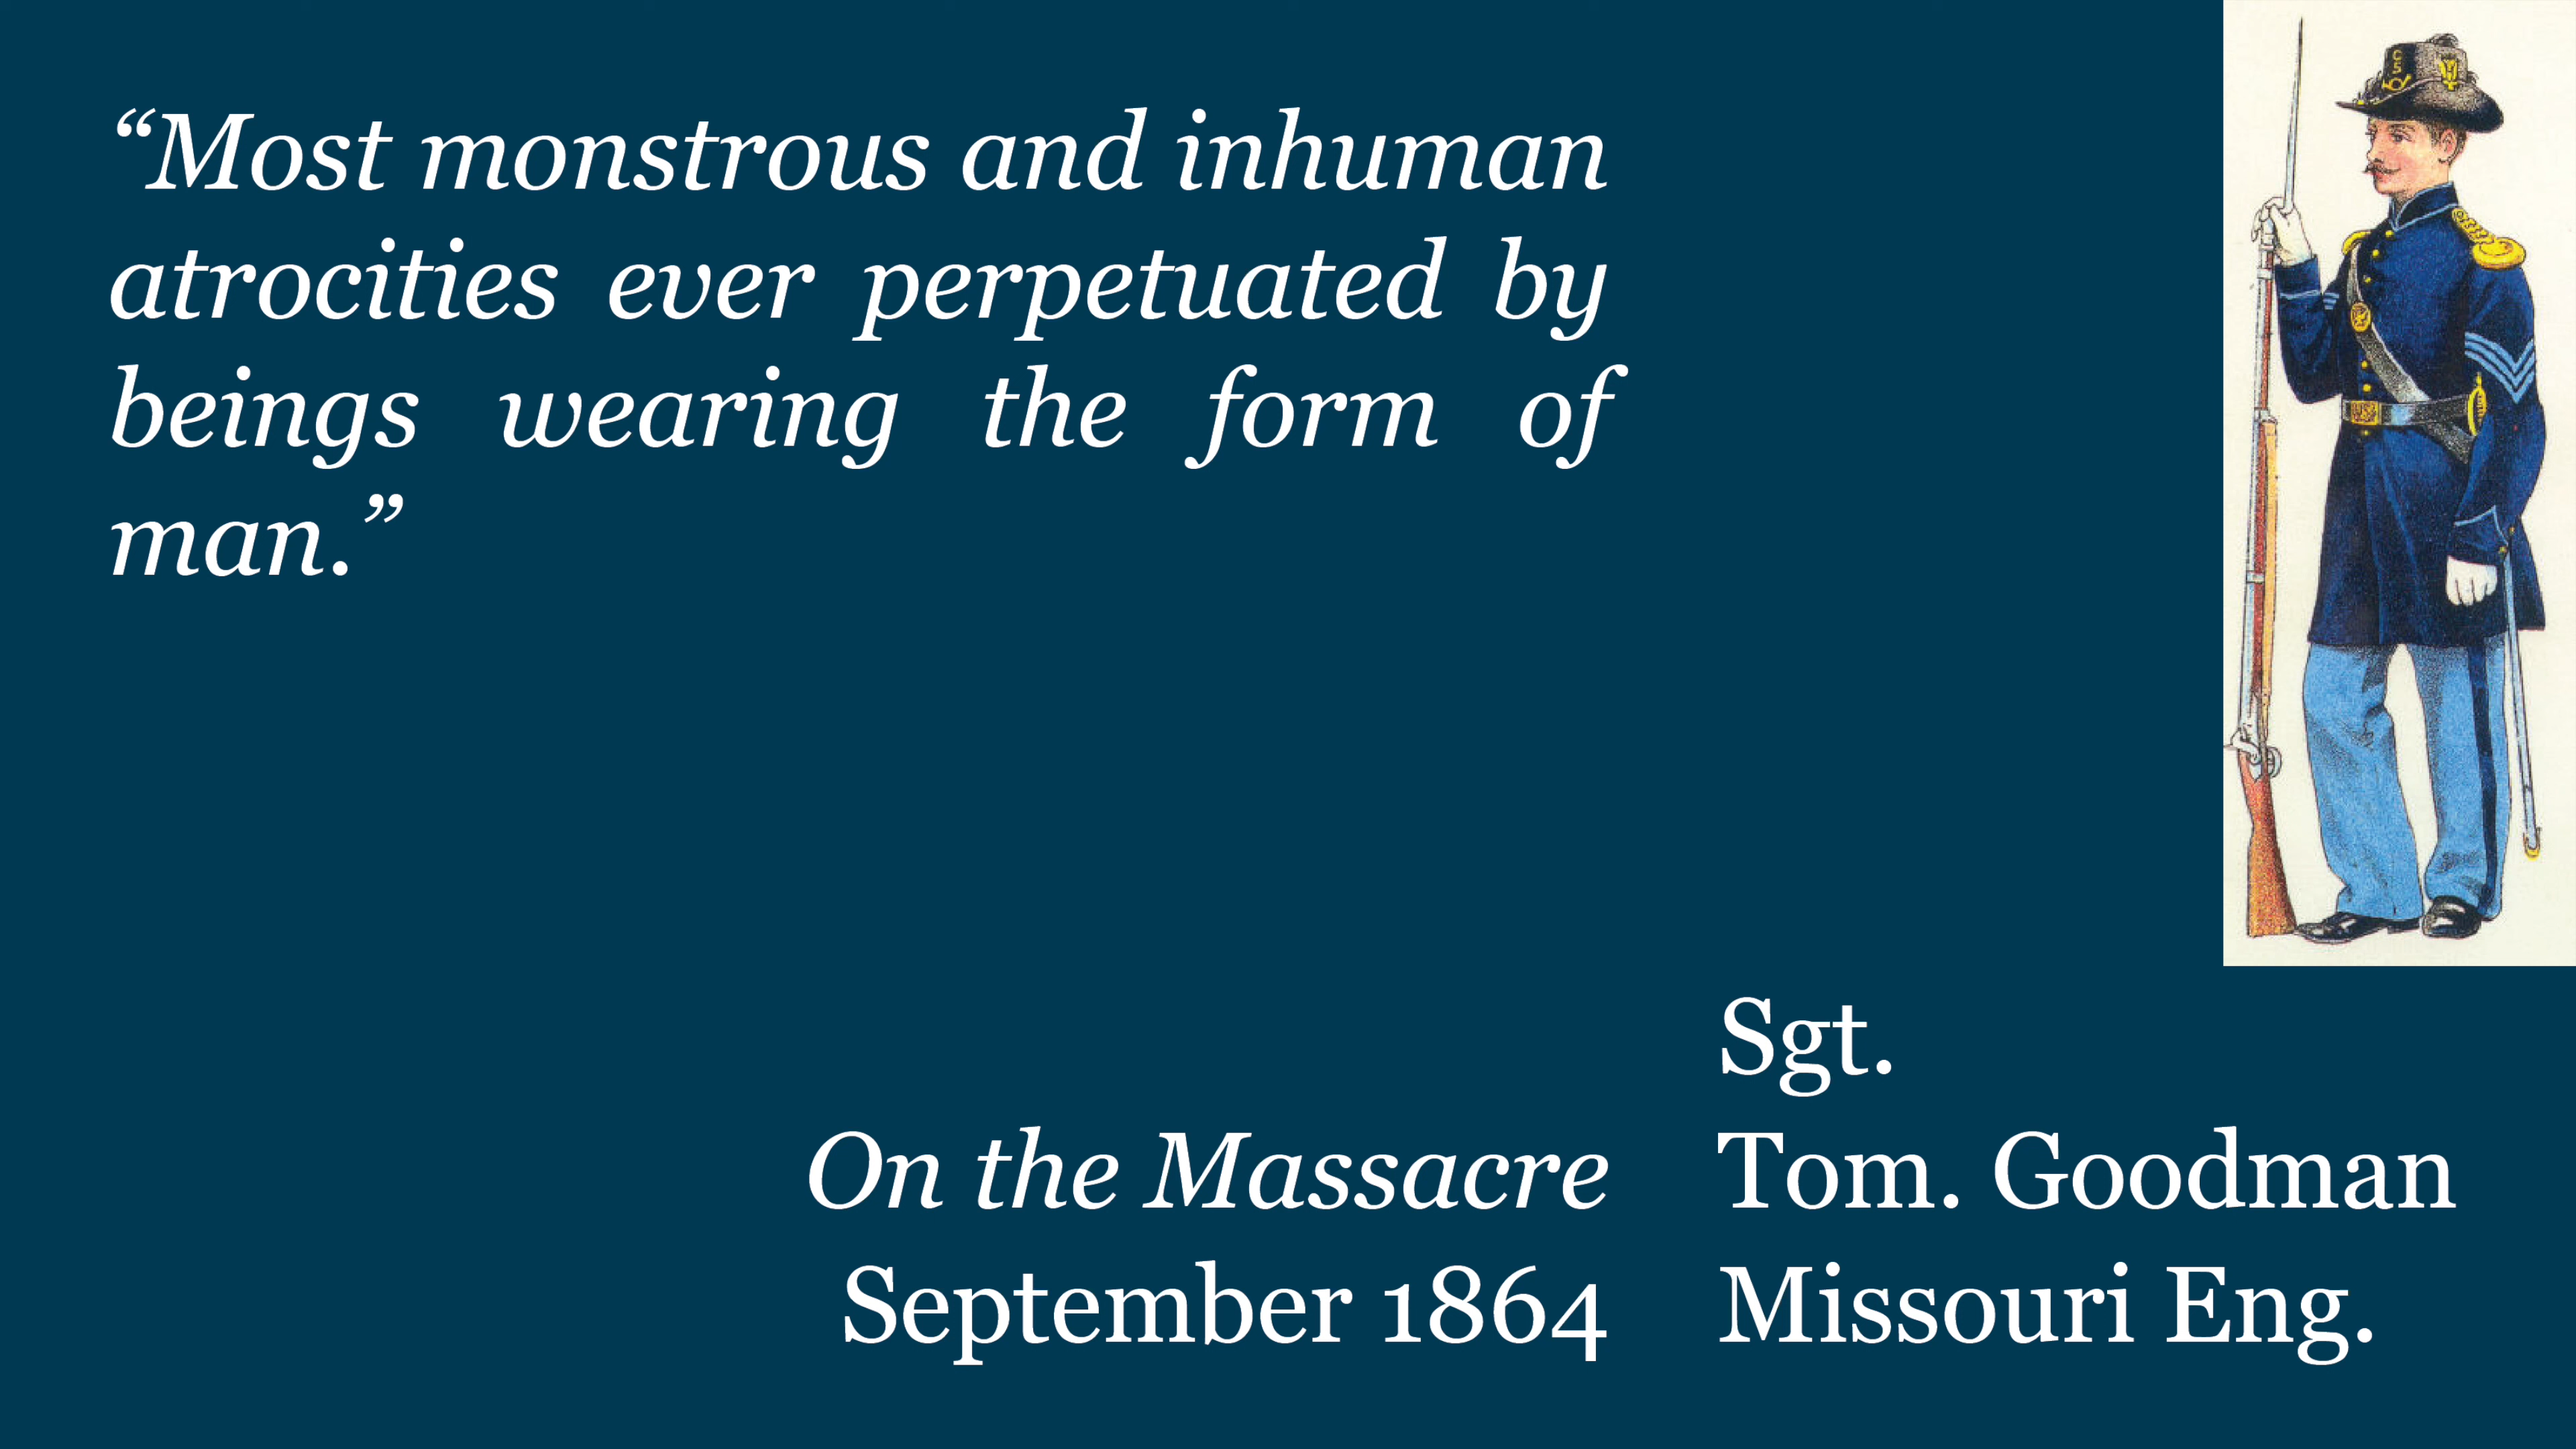 “Most monstrous and inhuman
atrocities ever perpetuated by
beings wearing the form of
man.”
On the Massacre
September 1864
Sgt.
Tom. Goodman
Missouri Eng.